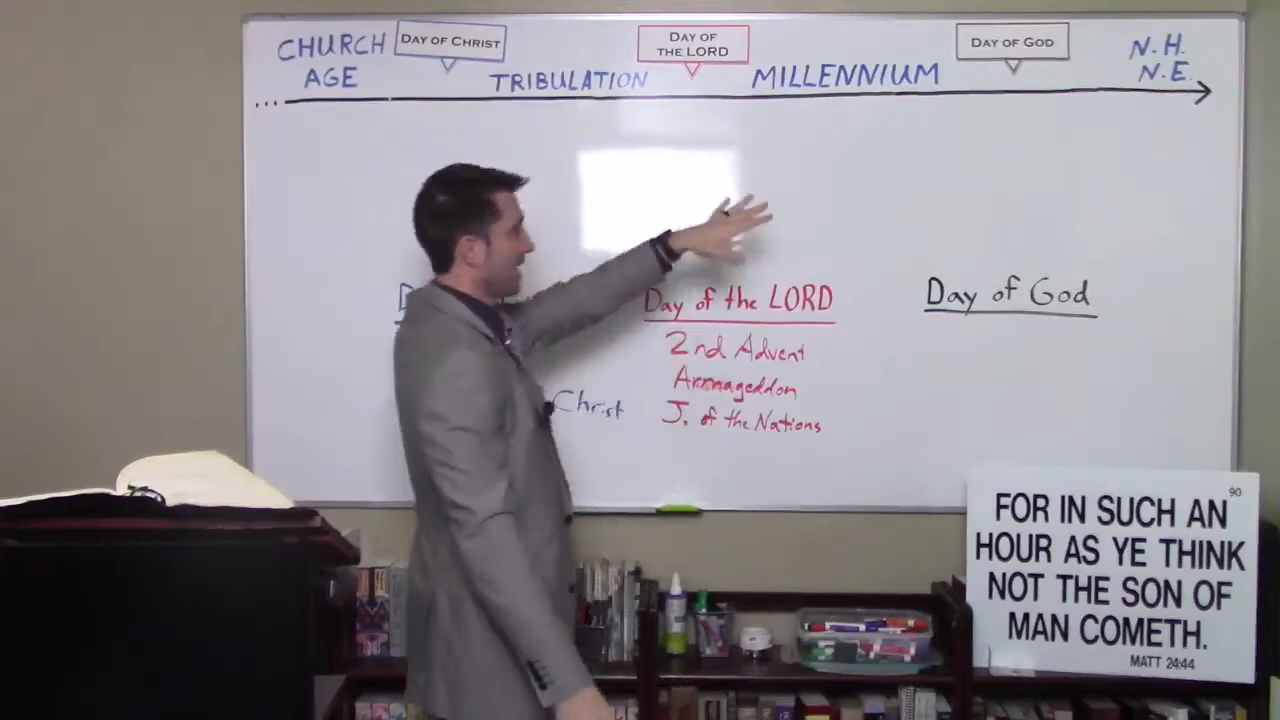 CHURCH
AGE
DAY OF CHRIST
TRIBULATION
DAY OF
THE LORD
MILLENNIUM
DAY OF GOD
N.H.
N.E.
...
Christ
Day of the LORD
2nd Advent
Armageddon
J. of the Nations
Day of God
90
FOR IN SUCH AN
HOUR AS YE THINK
NOT THE SON OF
MAN COMETH.
MATT 24:44